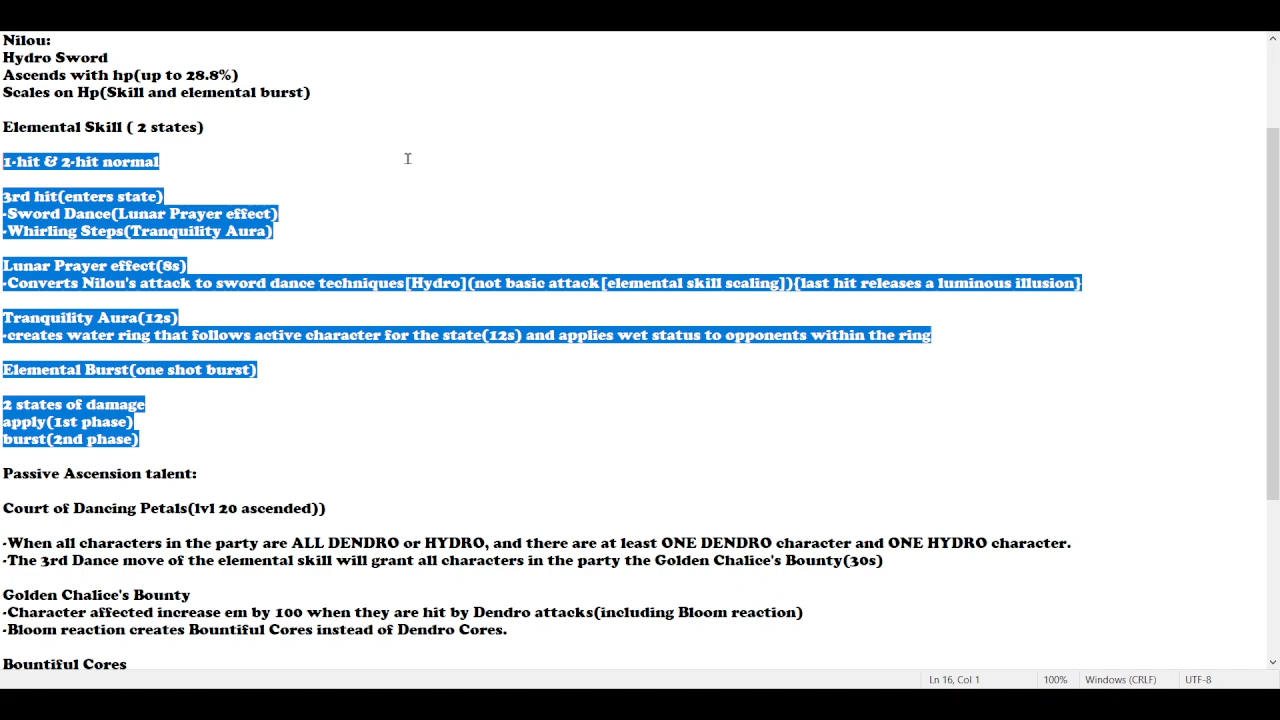 Nilou:
Hydro Sword
Ascends with hp(up to 28.8%)
Scales on Hp(Skill and elemental burst)
Elemental Skill ( 2 states)
1-hit & 2-hit normal
3rd hit(enters state)
-Sword Dance(Lunar Prayer effect)
-Whirling Steps(Tranquility Aura)
Lunar Prayer effect(8s)
-Converts Nilou's attack to sword dance techniques[Hydro](not basic attack[elemental skill scaling]){last hit releases a luminous illusion}
Tranquility Aura(12s)
-creates water ring that follows active character for the state(12s) and applies wet status to opponents within the ring
Elemental Burst(one shot burst)
2 states of damage
apply(1st phase)
burst(2nd phase)
Passive Ascension talent:
Court of Dancing Petals(lvl 20 ascended))
-When all characters in the party are ALL DENDRO or HYDRO, and there are at least ONE DENDRO character and ONE HYDRO character.
-The 3rd Dance move of the elemental skill will grant all characters in the party the Golden Chalice's Bounty(30s)
Golden Chalice's Bounty
-Character affected increase em by 100 when they are hit by Dendro attacks(including Bloom reaction)
-Bloom reaction creates Bountiful Cores instead of Dendro Cores.
Bountiful Cores
Ln 16, Col 1
100%
Windows (CRLF)
UTF-8